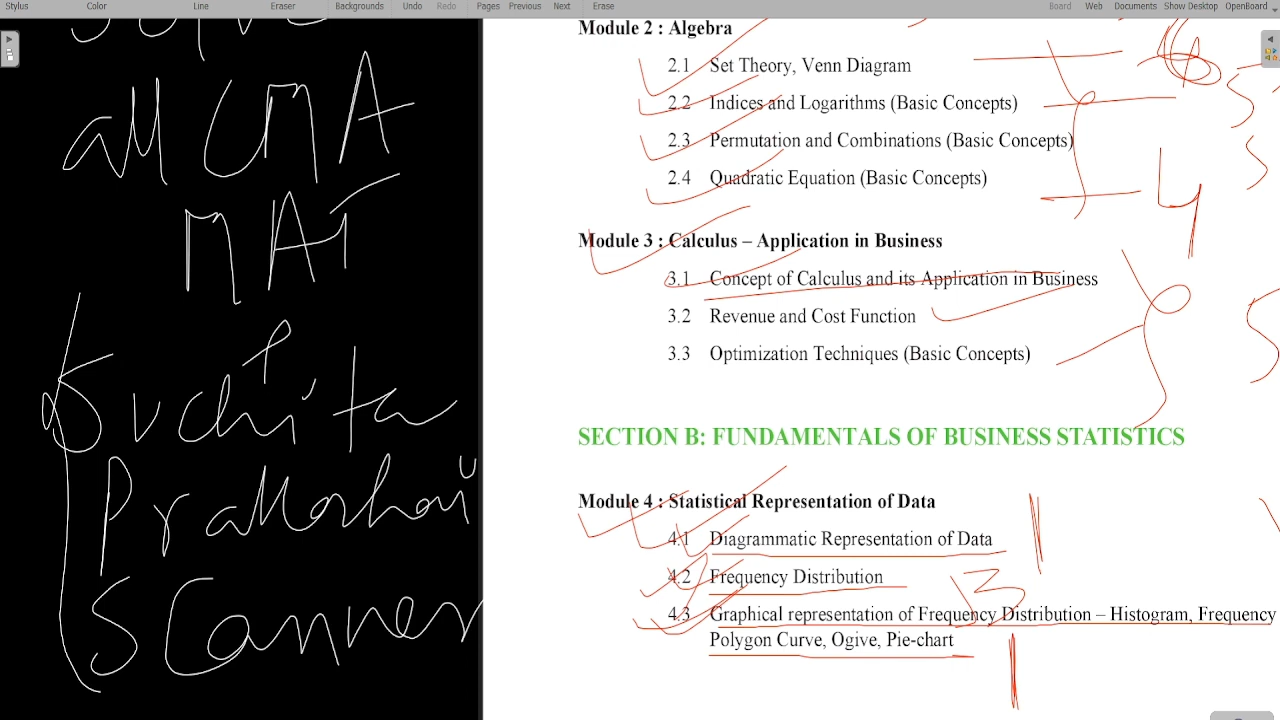 Stylus Color Line Eraser Backgrounds Undo Redo Pages Previous Next Erase Board Web Documents Show Desktop OpenBoard
Solve
all CMA
MAT
Suchita
Prakashan
Scanner
Module 2 : Algebra
2.1 Set Theory, Venn Diagram
2.2 Indices and Logarithms (Basic Concepts)
2.3 Permutation and Combinations (Basic Concepts)
2.4 Quadratic Equation (Basic Concepts)
4
Module 3 : Calculus – Application in Business
3.1 Concept of Calculus and its Application in Business
3.2 Revenue and Cost Function
3.3 Optimization Techniques (Basic Concepts)
SECTION B: FUNDAMENTALS OF BUSINESS STATISTICS
Module 4 : Statistical Representation of Data
4.1 Diagrammatic Representation of Data
4.2 Frequency Distribution
3
4.3 Graphical representation of Frequency Distribution – Histogram, Frequency
Polygon Curve, Ogive, Pie-chart